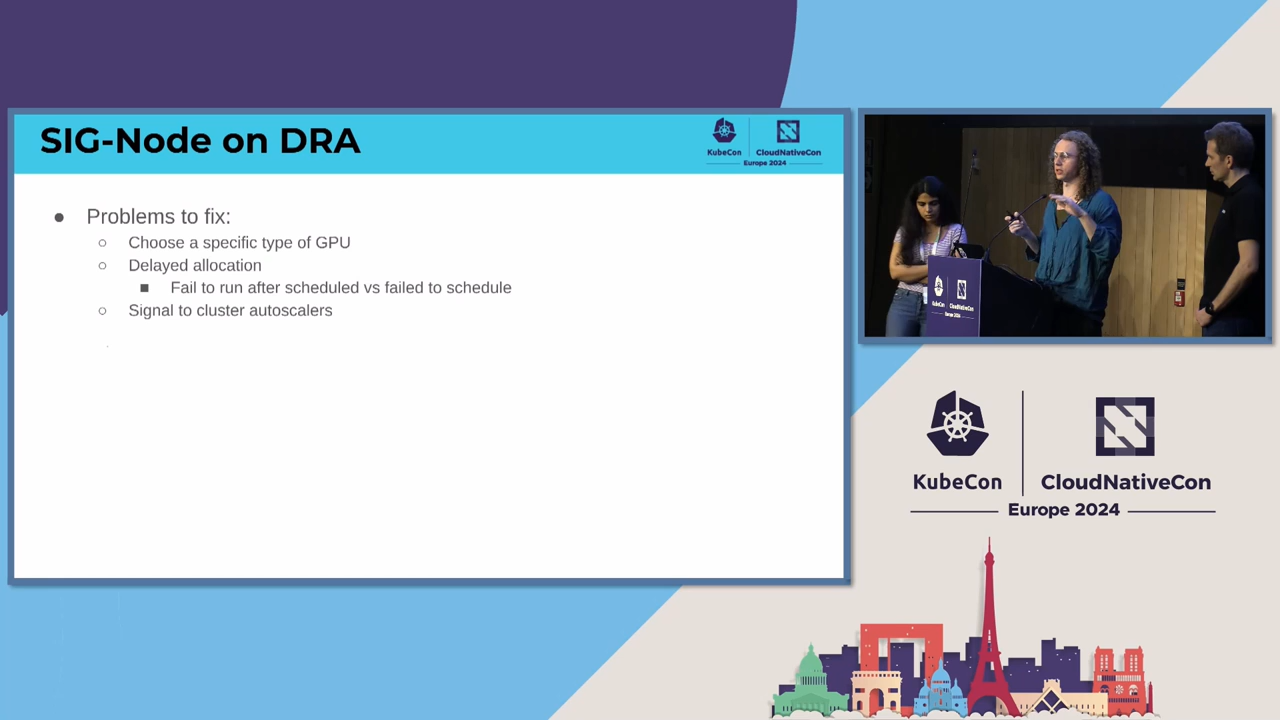 SIG-Node on DRA
KubeCon
CloudNativeCon
Europe 2024
Problems to fix:
Choose a specific type of GPU
Delayed allocation
Fail to run after scheduled vs failed to schedule
Signal to cluster autoscalers
KubeCon
CloudNativeCon
Europe 2024